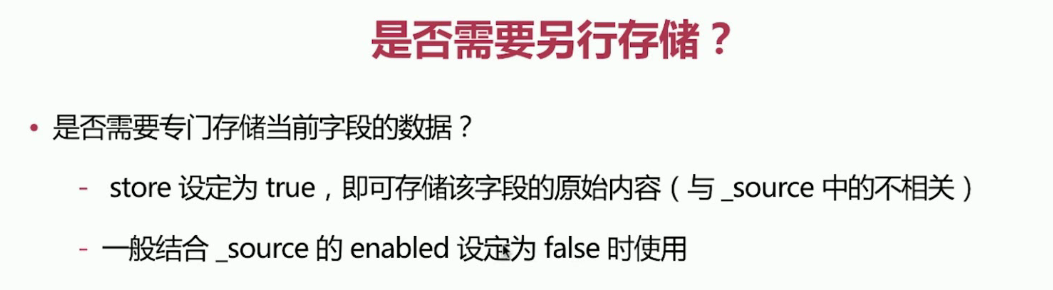 是否需要另行存储？
• 是否需要专门存储当前字段的数据？
- store 设定为 true，即可存储该字段的原始内容（与 _source 中的不相关）
- 一般结合 _source 的 enabled 设定为 false 时使用